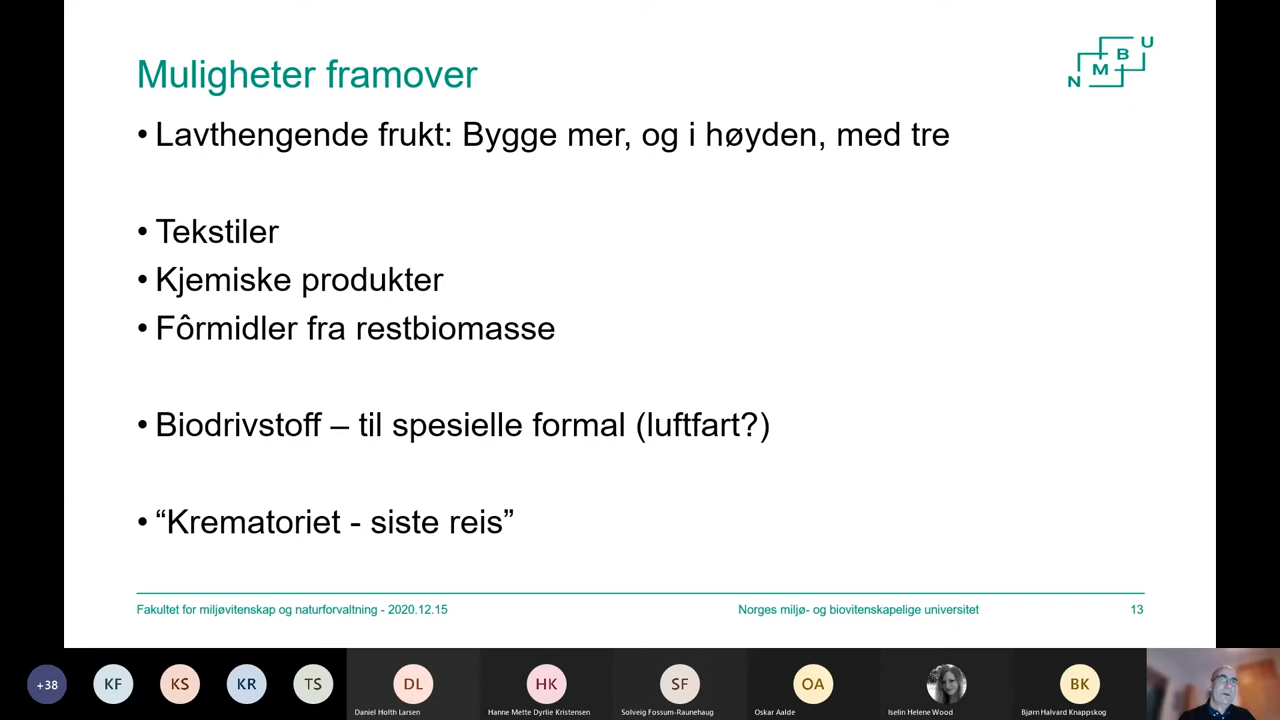 Muligheter framover
N M B U
• Lavthengende frukt: Bygge mer, og i høyden, med tre
• Tekstiler
• Kjemiske produkter
• Fôrmidler fra restbiomasse
• Biodrivstoff – til spesielle formal (luftfart?)
• “Krematoriet - siste reis”
Fakultet for miljøvitenskap og naturforvaltning - 2020.12.15
Norges miljø- og biovitenskapelige universitet
13
+38
KF
KS
KR
TS
DL
HK
SF
OA
BK
Daniel Holth Larsen
Hanne Mette Dyrlie Kristensen
Solveig Fossum-Raunehaug
Oskar Aalde
Iselin Helene Wood
Bjørn Halvard Knappskog